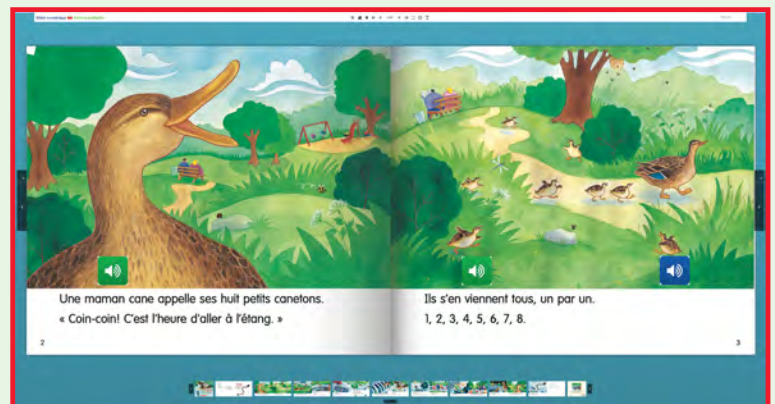 Une maman cane appelle ses huit petits canetons.
« Coin-coin! C'est l'heure d'aller à l'étang. »
2
Ils s'en viennent tous, un par un.
1, 2, 3, 4, 5, 6, 7, 8.
3